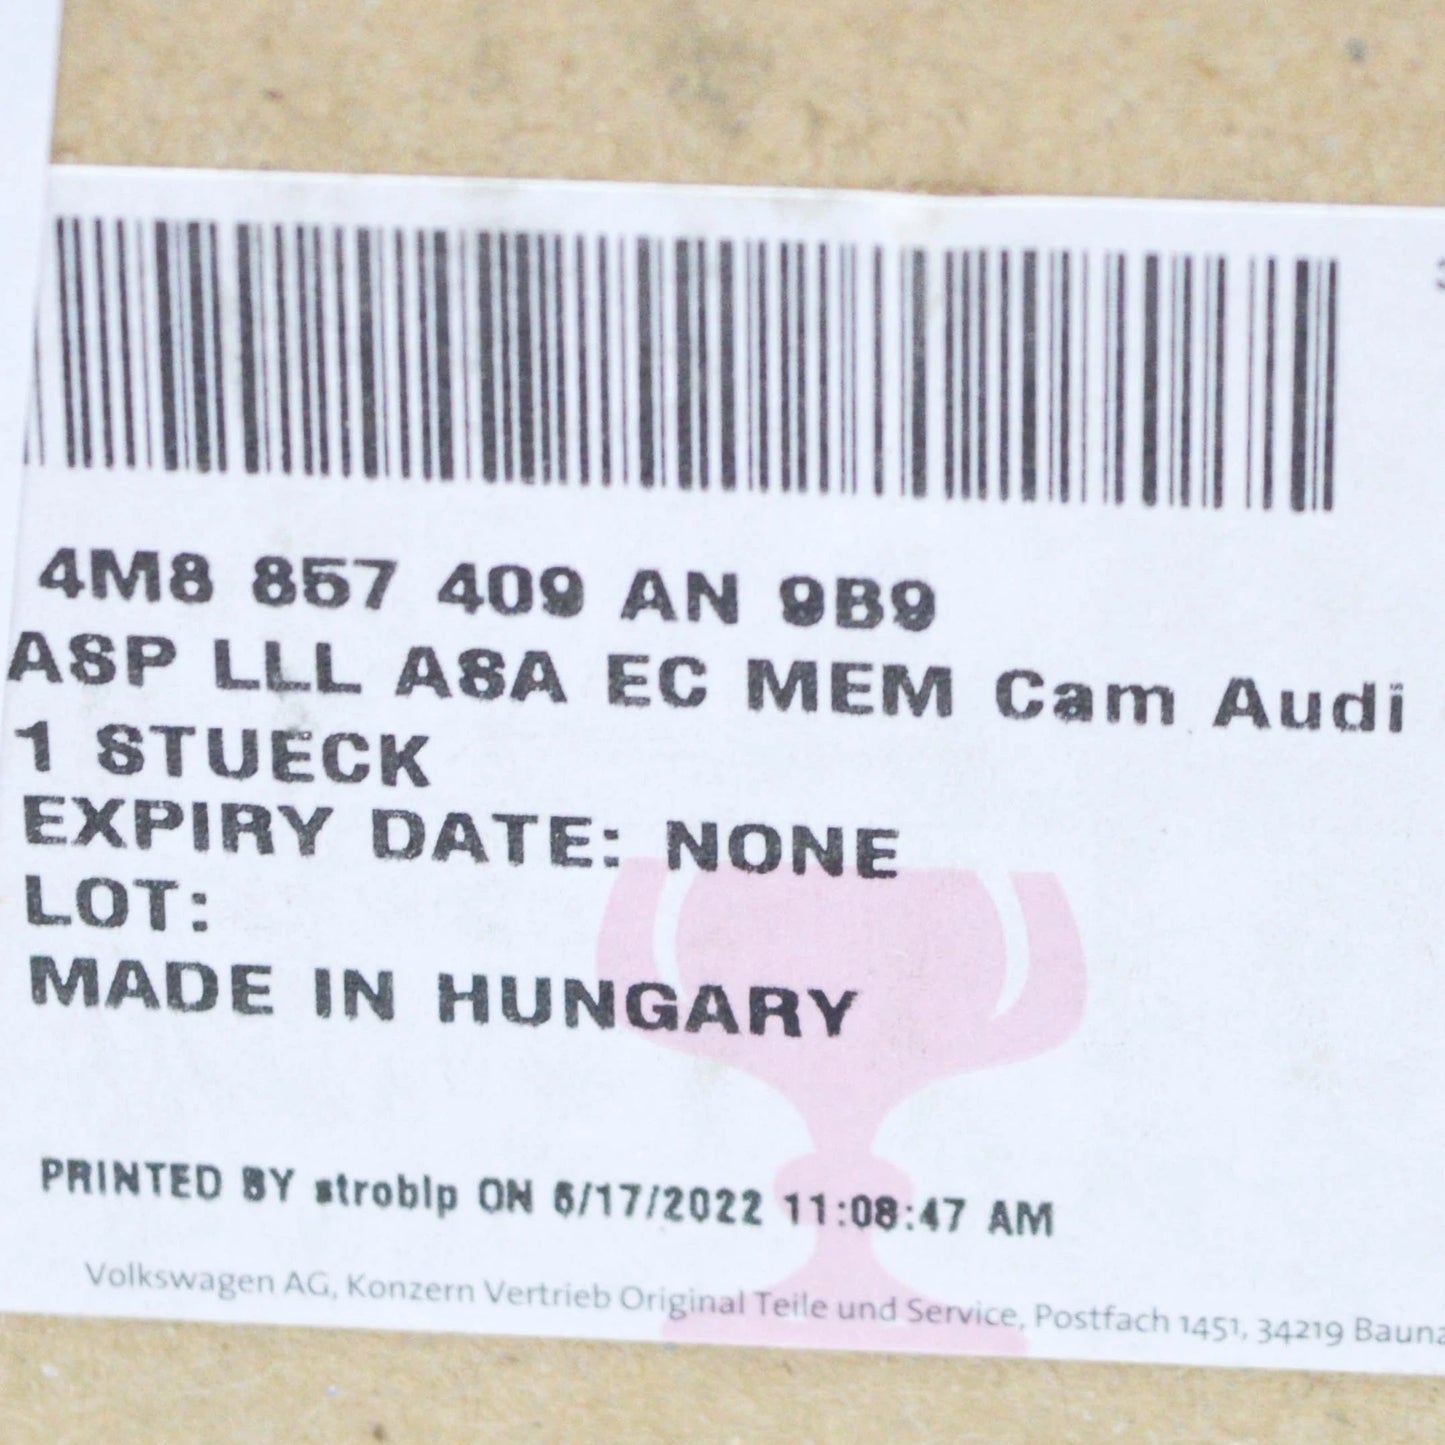 4M8 857 409 AN 9B9
ASP LLL ASA EC MEM Cam Audi
1 STUECK
EXPIRY DATE: NONE
LOT:
MADE IN HUNGARY
PRINTED BY stroblp ON 6/17/2022 11:08:47 AM
Volkswagen AG, Konzern Vertrieb Original Teile und Service, Postfach 1451, 34219